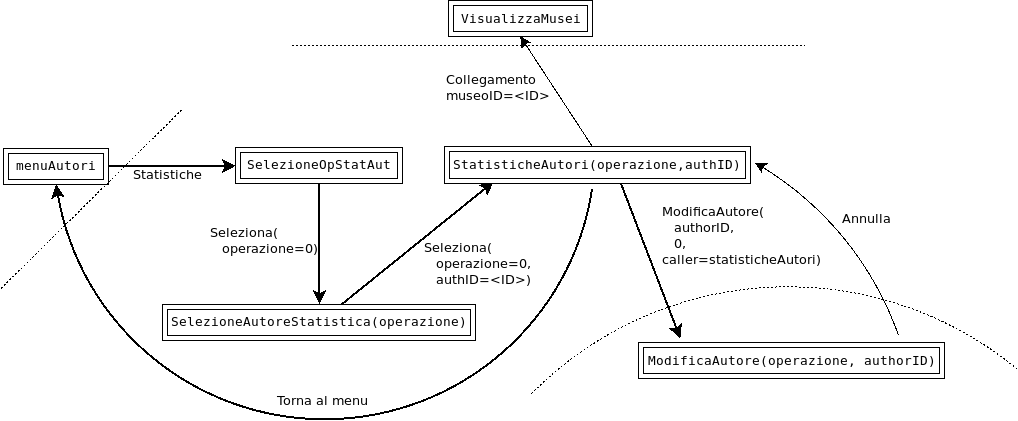 VisualizzaMusei
Collegamento
museoID=<ID>
menuAutori
Statistiche
SelezioneOpStatAut
StatisticheAutori(operazione,authID)
Seleziona(
operazione=0)
Seleziona(
operazione=0,
authID=<ID>)
ModificaAutore(
authorID,
0,
caller=statisticheAutori)
Annulla
SelezioneAutoreStatistica(operazione)
ModificaAutore(operazione, authorID)
Torna al menu